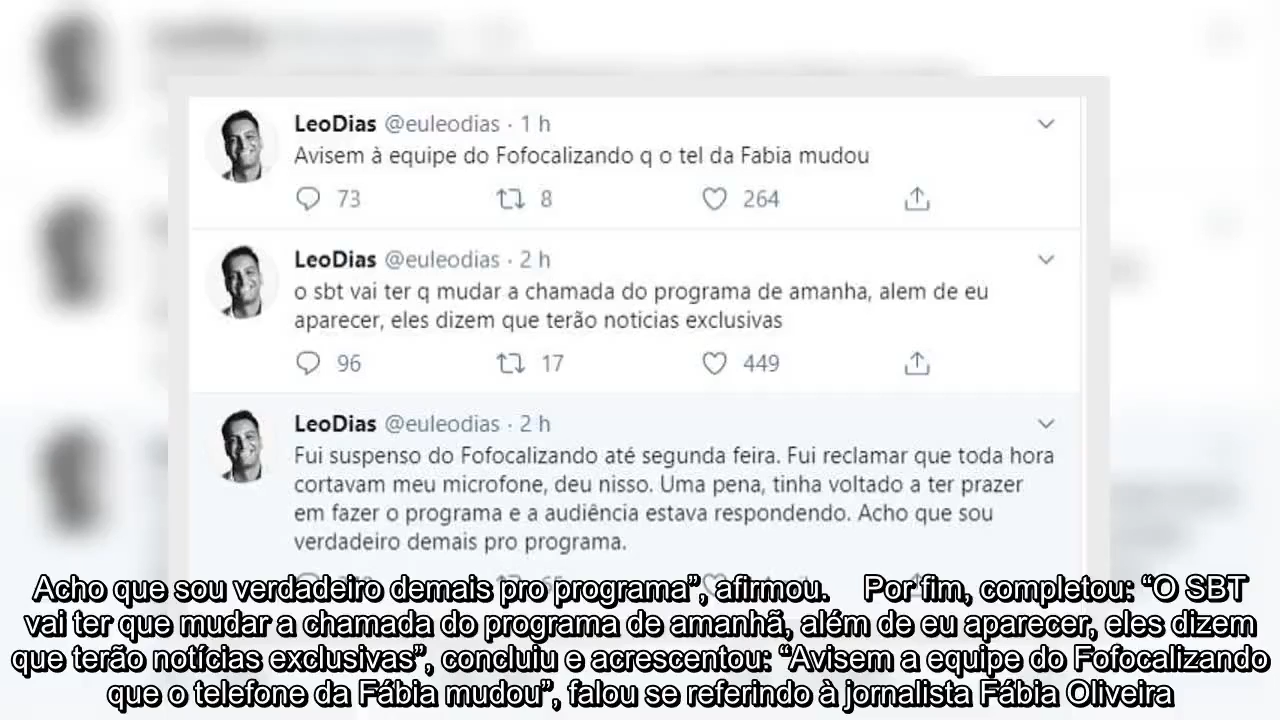 LeoDias @euleodias · 1 h
Avisem à equipe do Fofocalizando q o tel da Fabia mudou
73 8 264
LeoDias @euleodias · 2 h
o sbt vai ter q mudar a chamada do programa de amanha, alem de eu
aparecer, eles dizem que terão noticias exclusivas
96 17 449
LeoDias @euleodias · 2 h
Fui suspenso do Fofocalizando até segunda feira. Fui reclamar que toda hora
cortavam meu microfone, deu nisso. Uma pena, tinha voltado a ter prazer
em fazer o programa e a audiência estava respondendo. Acho que sou
verdadeiro demais pro programa.
Acho que sou verdadeiro demais pro programa”, afirmou. Por fim, completou: “O SBT
vai ter que mudar a chamada do programa de amanhã, além de eu aparecer, eles dizem
que terão notícias exclusivas”, concluiu e acrescentou: “Avisem a equipe do Fofocalizando
que o telefone da Fábia mudou”, falou se referindo à jornalista Fábia Oliveira